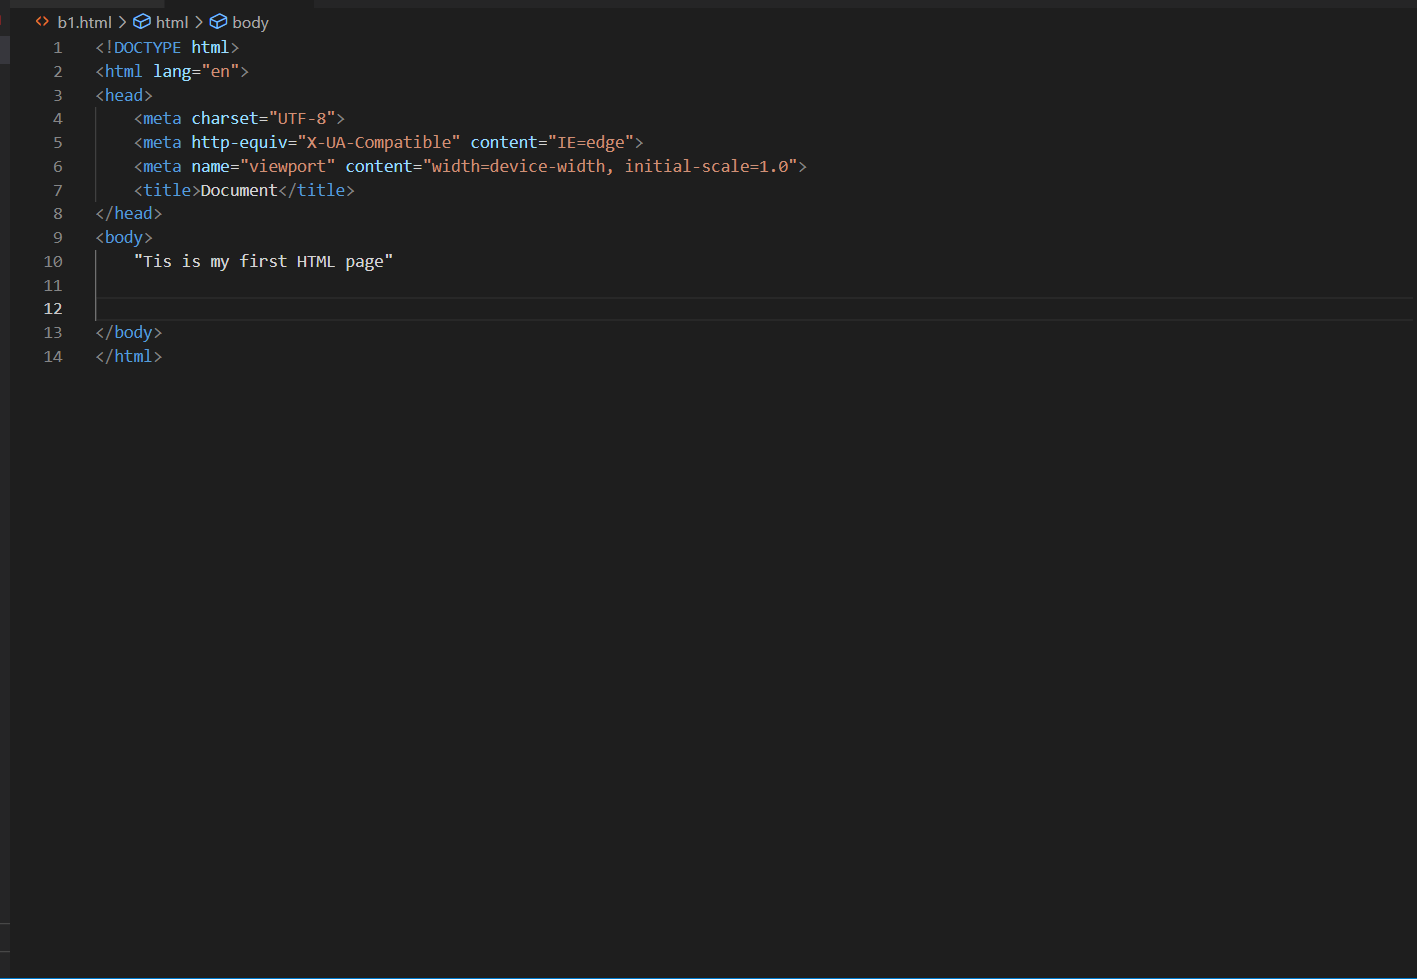 b1.html > html > body
1 <!DOCTYPE html>
2 <html lang="en">
3 <head>
4     <meta charset="UTF-8">
5     <meta http-equiv="X-UA-Compatible" content="IE=edge">
6     <meta name="viewport" content="width=device-width, initial-scale=1.0">
7     <title>Document</title>
8 </head>
9 <body>
10     "Tis is my first HTML page"
11
12
13 </body>
14 </html>